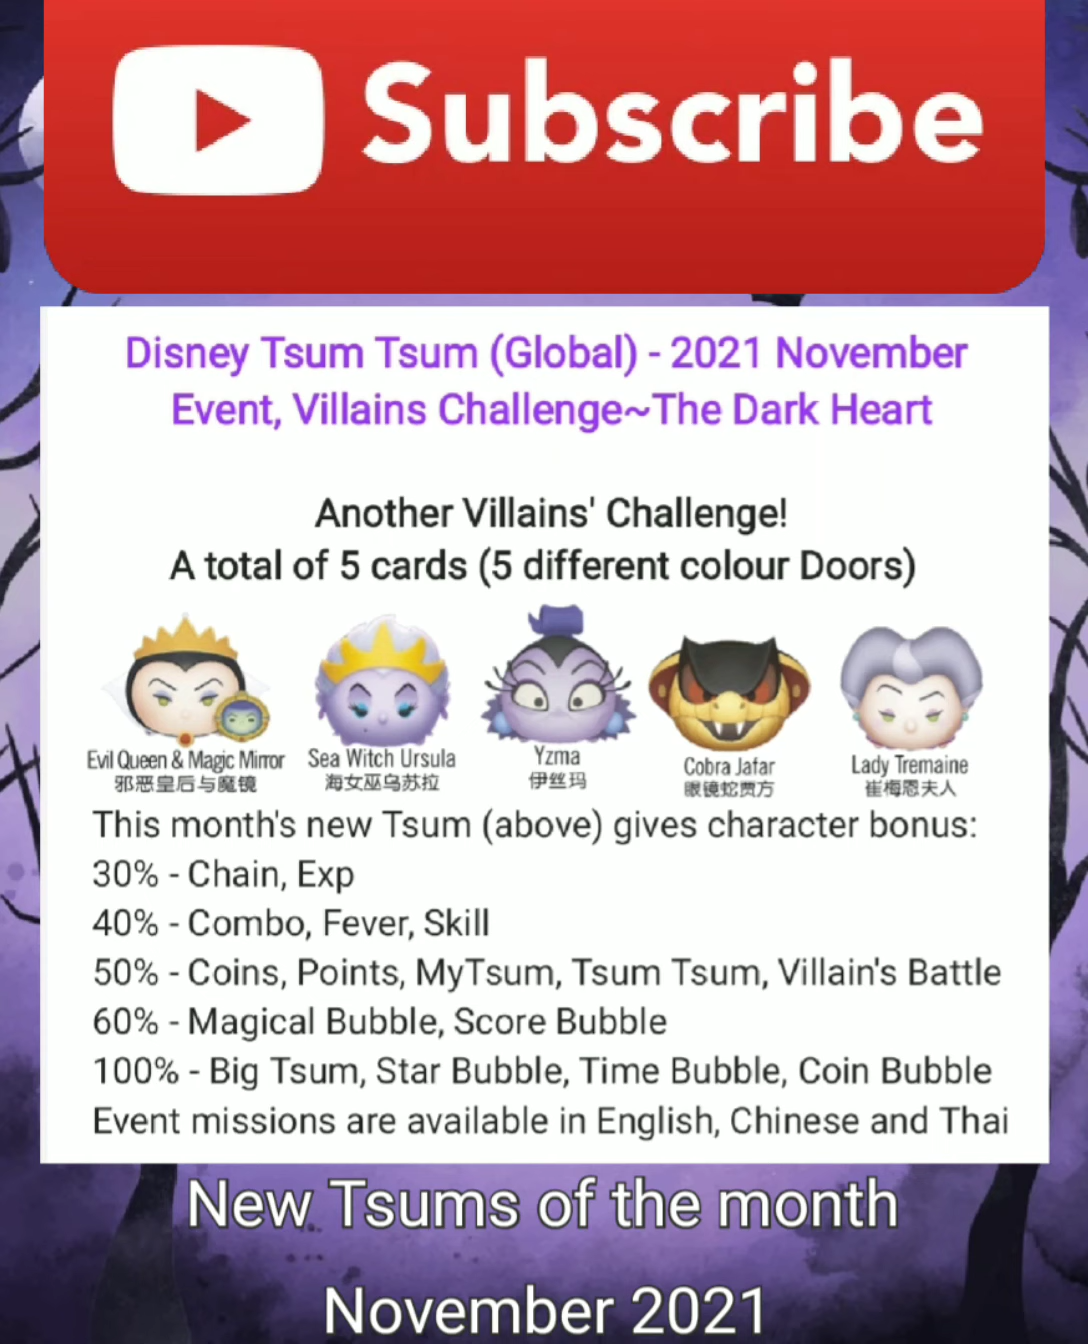 Subscribe
Disney Tsum Tsum (Global) - 2021 November
Event, Villains Challenge~The Dark Heart
Another Villains' Challenge!
A total of 5 cards (5 different colour Doors)
Evil Queen & Magic Mirror
邪恶皇后与魔镜
Sea Witch Ursula
海女巫乌苏拉
Yzma
伊丝玛
Cobra Jafar
眼镜蛇贾方
Lady Tremaine
崔梅恩夫人
This month's new Tsum (above) gives character bonus:
30% - Chain, Exp
40% - Combo, Fever, Skill
50% - Coins, Points, MyTsum, Tsum Tsum, Villain's Battle
60% - Magical Bubble, Score Bubble
100% - Big Tsum, Star Bubble, Time Bubble, Coin Bubble
Event missions are available in English, Chinese and Thai
New Tsums of the month
November 2021